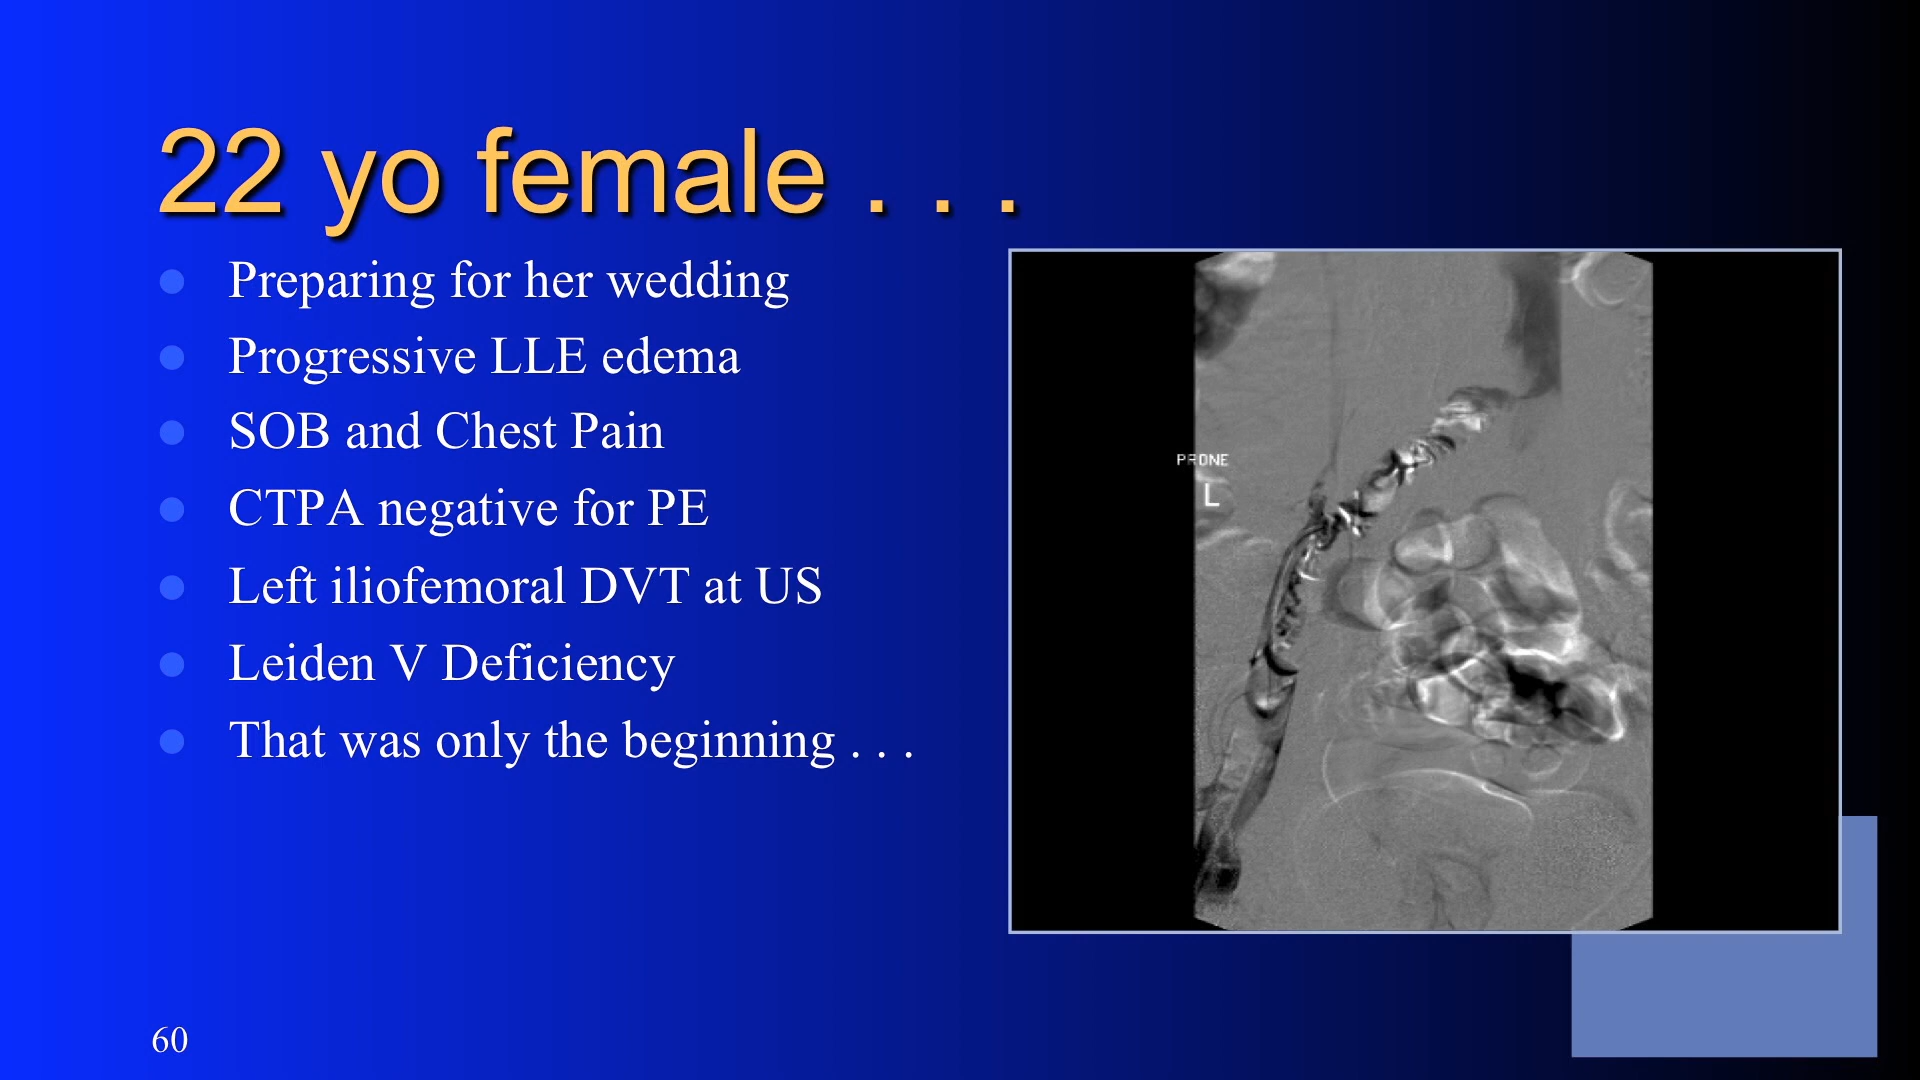 22 yo female . . .
Preparing for her wedding
Progressive LLE edema
SOB and Chest Pain
CTPA negative for PE
Left iliofemoral DVT at US
Leiden V Deficiency
That was only the beginning . . .
PRONE
L
60